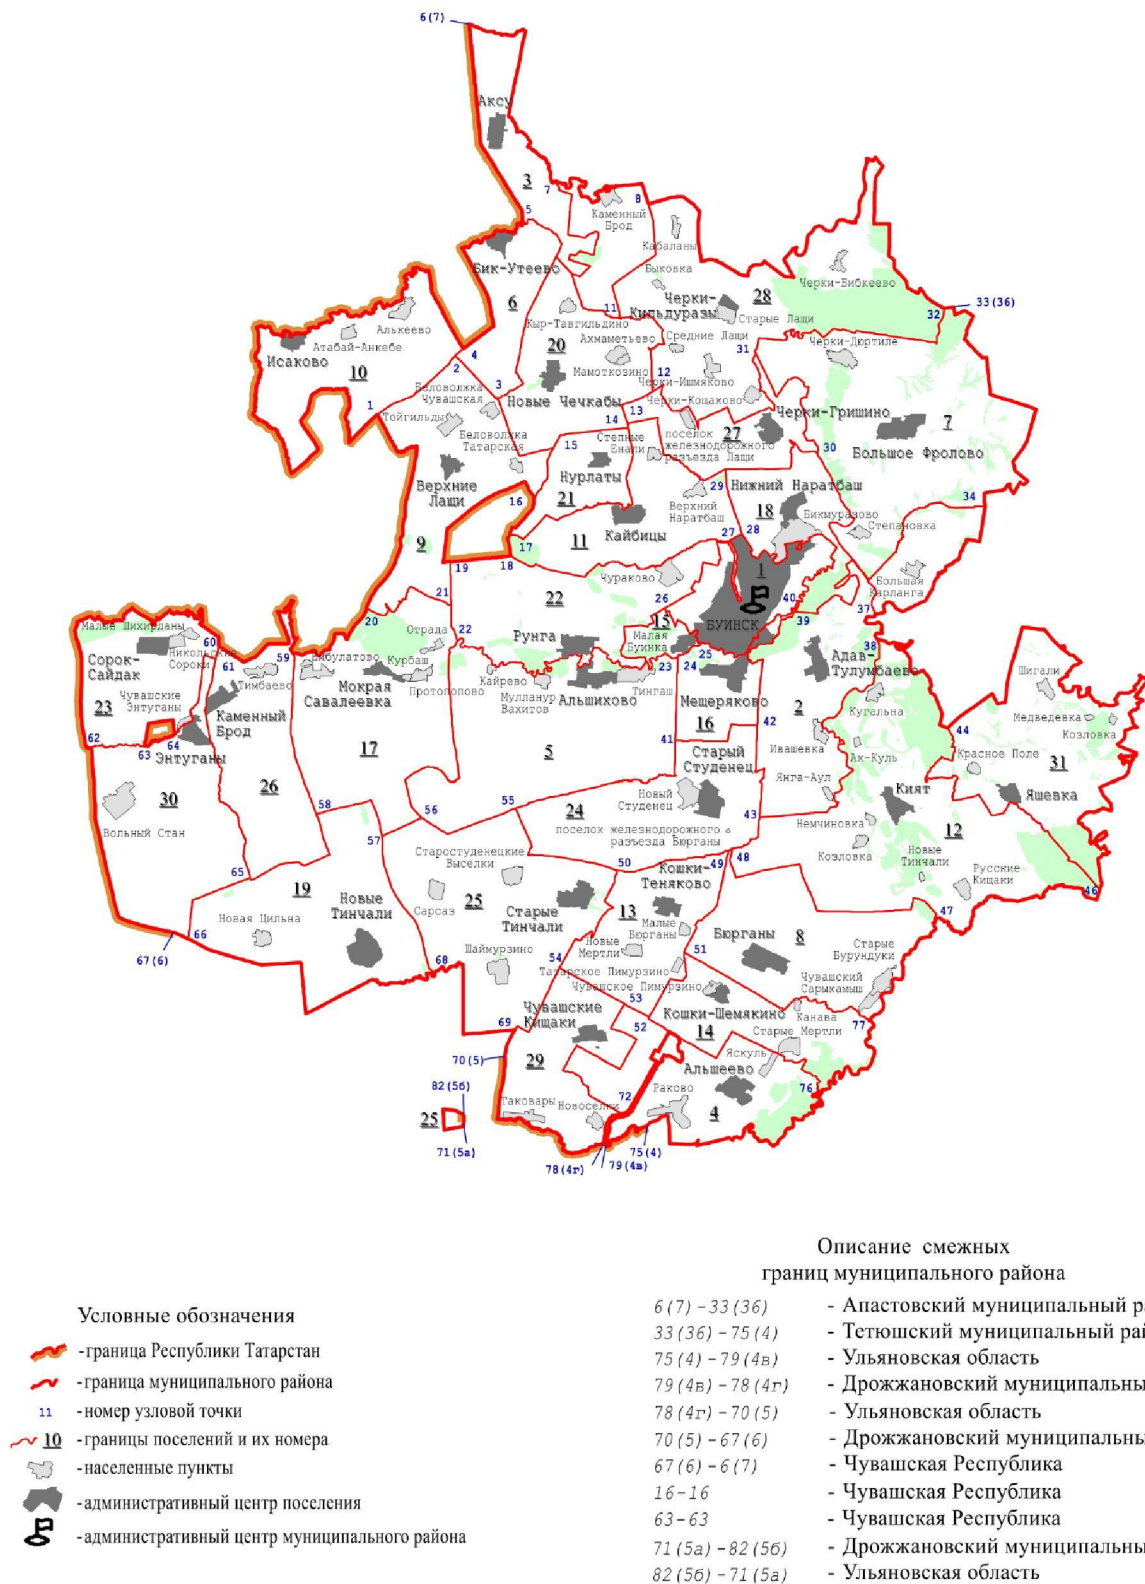 6(7)
Аксу
3
7
5
8
Каменный
Брод
Кабаланы
Быковка
Бик-Утеево
6
Черки-
Кильдуразы
28
Черки-Бибкеево
33(36)
32
11
Старые Лащи
Алькеево
Кыр-Тавгильдино
Ахмаметьево
Средние Лащи
31
Черки-Дюртиле
Исаково
Атабай-Анкебе
10
20
4
2
Мамоткозино
12
Черки-Ишмяково
3
Беловолжка
Чувашская
Новые Чечкабы
Черки-Кощаково
1
Тойгильды
14
13
Черки-Гришино
7
27
поселок
железнодорожного
разъезда Лащи
Большое Фролово
Беловолжка
Татарская
15
Степные
Енали
30
Верхние
Лащи
Нурлаты
21
16
29
Нижний Наратбаш
34
Верхний
Наратбаш
18
Бикмуразово
Степановка
Кайбицы
9
11
17
27
28
19
18
Чураково
1
Большая
Карланга
21
22
26
40
37
20
15
39
БУИНСК
Малые Шихирданы
60
Отрада
22
Рунга
Малая
Буинка
38
Никольские
Сороки
59
61
Бибулатово
Курбаш
25
24
23
Адав-
Тулумбаево
Сорок-
Сайдак
Тимбаево
Мокрая
Савалеевка
Протопопово
Кайрево
Мулланур
Вахитов
Альшихово
Тингаш
Мещеряково
Шигали
Чувашские
Энтуганы
23
Каменный
Брод
2
Кугальна
Медведевка
Козловка
16
42
62
63
64
Энтуганы
17
5
41
Старый
Студенец
Ивашевка
Ак-Куль
44
Красное Поле
31
30
26
Янга-Аул
Кият
Яшевка
Новый
Студенец
Вольный Стан
58
56
55
24
43
12
поселок железнодорожного
разъезда Бюрганы
Немчиновка
57
Козловка
Новые
Тинчали
Старостуденецкие
Выселки
50
49
48
Русские
Кищаки
65
Кошки-
Теняково
46
19
Новые
Тинчали
25
Сарсаз
Старые
Тинчали
13
47
Новая Цильна
Малые
Бюрганы
Бюрганы
8
66
Новые
Мертли
Старые
Бурундуки
67(6)
68
Шаймурзино
54
51
Татарское Пимурзино
Чувашский
Сарыкамыш
Чувашское Пимурзино
53
Чувашские
Кищаки
Кошки-Шемякино
Канава
77
69
52
14
Старые Мертли
70(5)
29
Яскуль
Альшеево
82(5б)
76
Таковары
72
Раково
25
Новоселки
4
71(5а)
75(4)
78(4г)
79(4в)
Описание смежных
границ муниципального района
6(7)-33(36) - Апастовский муниципальный р
33(36)-75(4) - Тетюшский муниципальный рай
75(4)-79(4в) - Ульяновская область
79(4в)-78(4г) - Дрожжановский муниципальны
78(4г)-70(5) - Ульяновская область
70(5)-67(6) - Дрожжановский муниципальны
67(6)-6(7) - Чувашская Республика
16-16 - Чувашская Республика
63-63 - Чувашская Республика
71(5а)-82(5б) - Дрожжановский муниципальны
82(5б)-71(5а) - Ульяновская область
Условные обозначения
-граница Республики Татарстан
-граница муниципального района
11 -номер узловой точки
10 -границы поселений и их номера
-населенные пункты
-административный центр поселения
-административный центр муниципального района